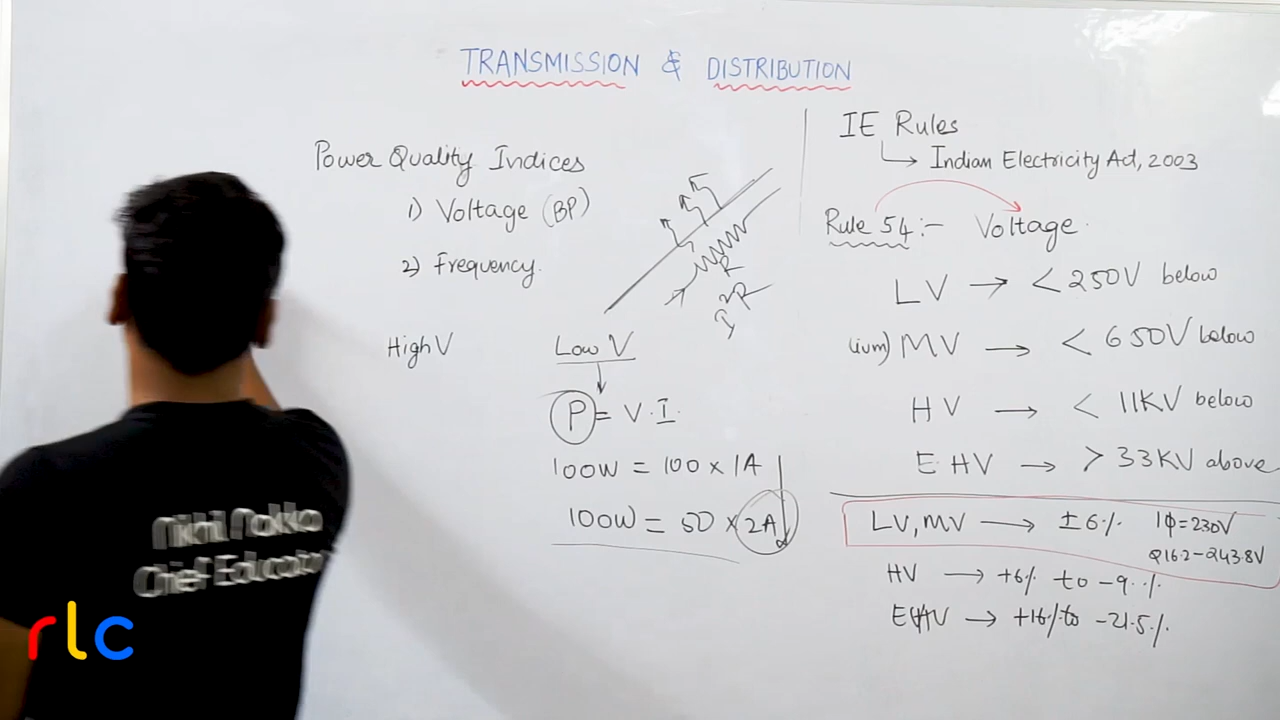 TRANSMISSION & DISTRIBUTION
Power Quality Indices
1) Voltage (BP)
2) Frequency.
R
I²R
High V
Low V
P = V.I.
100W = 100 × 1A
100W = 50 × 2A
IE Rules
Indian Electricity Act, 2003
Rule 54:- Voltage.
LV → < 250V below
(ium) MV → < 650V below
HV → < 11KV below
EHV → > 33KV above
LV, MV → ± 6% 1φ = 230V
216.2 – 243.8V
HV → +6% to -9%
EHV → +16% to -21.5%
Chief Educator
rlc